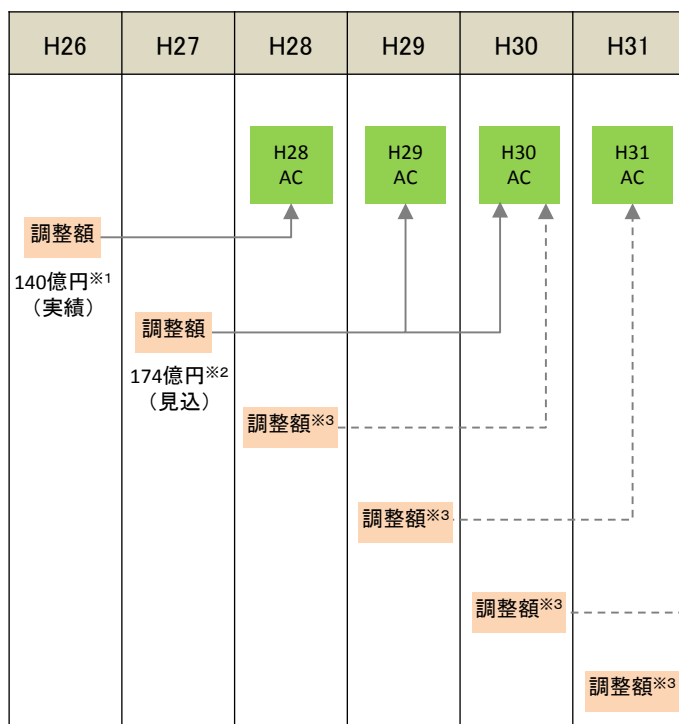 H26 H27 H28 H29 H30 H31
H28 H29 H30 H31
AC AC AC AC
調整額
140億円※1
（実績）
調整額
174億円※2
（見込）
調整額※3
調整額※3
調整額※3
調整額※3